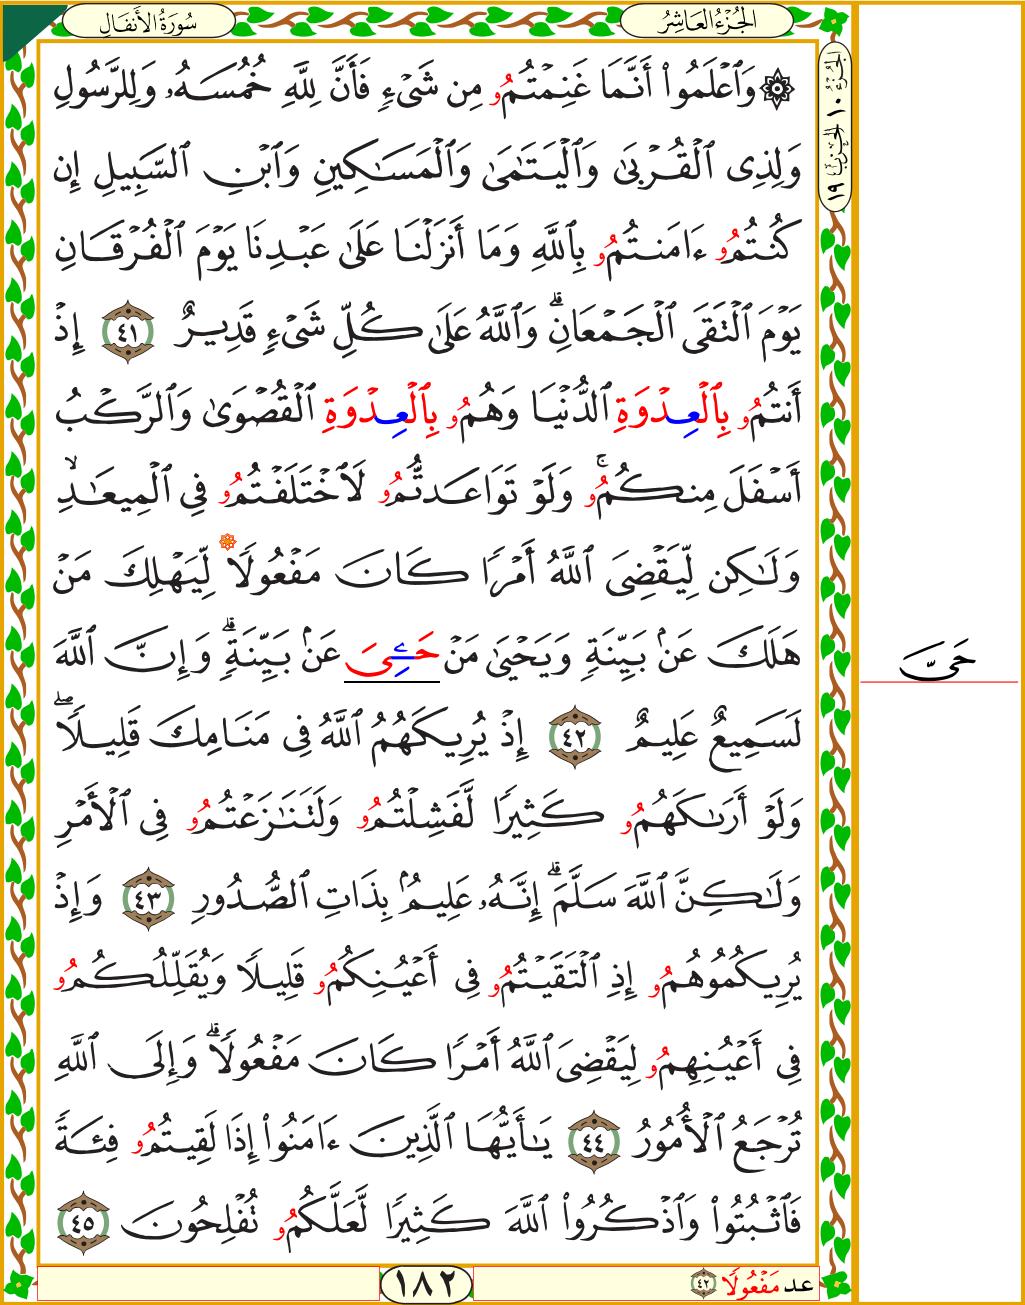 سُورَةُ الأَنفَالِ
الجُزْءُ العَاشِرُ
الجُزْءُ ١٠ الحِزْبُ ١٩
۞ وَٱعْلَمُوٓا۟ أَنَّمَا غَنِمْتُمُو مِن شَىْءٍ فَأَنَّ لِلَّهِ خُمُسَهُۥ وَلِلرَّسُولِ
وَلِذِى ٱلْقُرْبَىٰ وَٱلْيَتَـٰمَىٰ وَٱلْمَسَـٰكِينِ وَٱبْنِ ٱلسَّبِيلِ إِن
كُنتُمُو ءَامَنتُمُو بِٱللَّهِ وَمَآ أَنزَلْنَا عَلَىٰ عَبْدِنَا يَوْمَ ٱلْفُرْقَانِ
يَوْمَ ٱلْتَقَى ٱلْجَمْعَانِ ۗ وَٱللَّهُ عَلَىٰ كُلِّ شَىْءٍ قَدِيرٌ ٤١ إِذْ
أَنتُمُو بِٱلْعِدْوَةِ ٱلدُّنْيَا وَهُمُو بِٱلْعِدْوَةِ ٱلْقُصْوَىٰ وَٱلرَّكْبُ
أَسْفَلَ مِنكُمُو ۚ وَلَوْ تَوَاعَدتُّمُو لَٱخْتَلَفْتُمُو فِى ٱلْمِيعَـٰدِ ۙ
وَلَـٰكِن لِّيَقْضِىَ ٱللَّهُ أَمْرًا كَانَ مَفْعُولًا لِّيَهْلِكَ مَنْ
هَلَكَ عَنۢ بَيِّنَةٍ وَيَحْيَىٰ مَنْ حَيِىَ عَنۢ بَيِّنَةٍ ۗ وَإِنَّ ٱللَّهَ
حَىَّ
لَسَمِيعٌ عَلِيمٌ ٤٢ إِذْ يُرِيكَهُمُ ٱللَّهُ فِى مَنَامِكَ قَلِيلًا ۖ
وَلَوْ أَرَىٰكَهُمُو كَثِيرًا لَّفَشِلْتُمُو وَلَتَنَـٰزَعْتُمُو فِى ٱلْأَمْرِ
وَلَـٰكِنَّ ٱللَّهَ سَلَّمَ ۗ إِنَّهُۥ عَلِيمٌۢ بِذَاتِ ٱلصُّدُورِ ٤٣ وَإِذْ
يُرِيكُمُوهُمُو إِذِ ٱلْتَقَيْتُمُو فِىٓ أَعْيُنِكُمُو قَلِيلًا وَيُقَلِّلُكُمُو
فِىٓ أَعْيُنِهِمُو لِيَقْضِىَ ٱللَّهُ أَمْرًا كَانَ مَفْعُولًا ۗ وَإِلَى ٱللَّهِ
تُرْجَعُ ٱلْأُمُورُ ٤٤ يَـٰٓأَيُّهَا ٱلَّذِينَ ءَامَنُوٓا۟ إِذَا لَقِيتُمُو فِئَةً
فَٱثْبُتُوا۟ وَٱذْكُرُوا۟ ٱللَّهَ كَثِيرًا لَّعَلَّكُمُو تُفْلِحُونَ ٤٥
عد مَفْعُولًا ٤٢
١٨٢